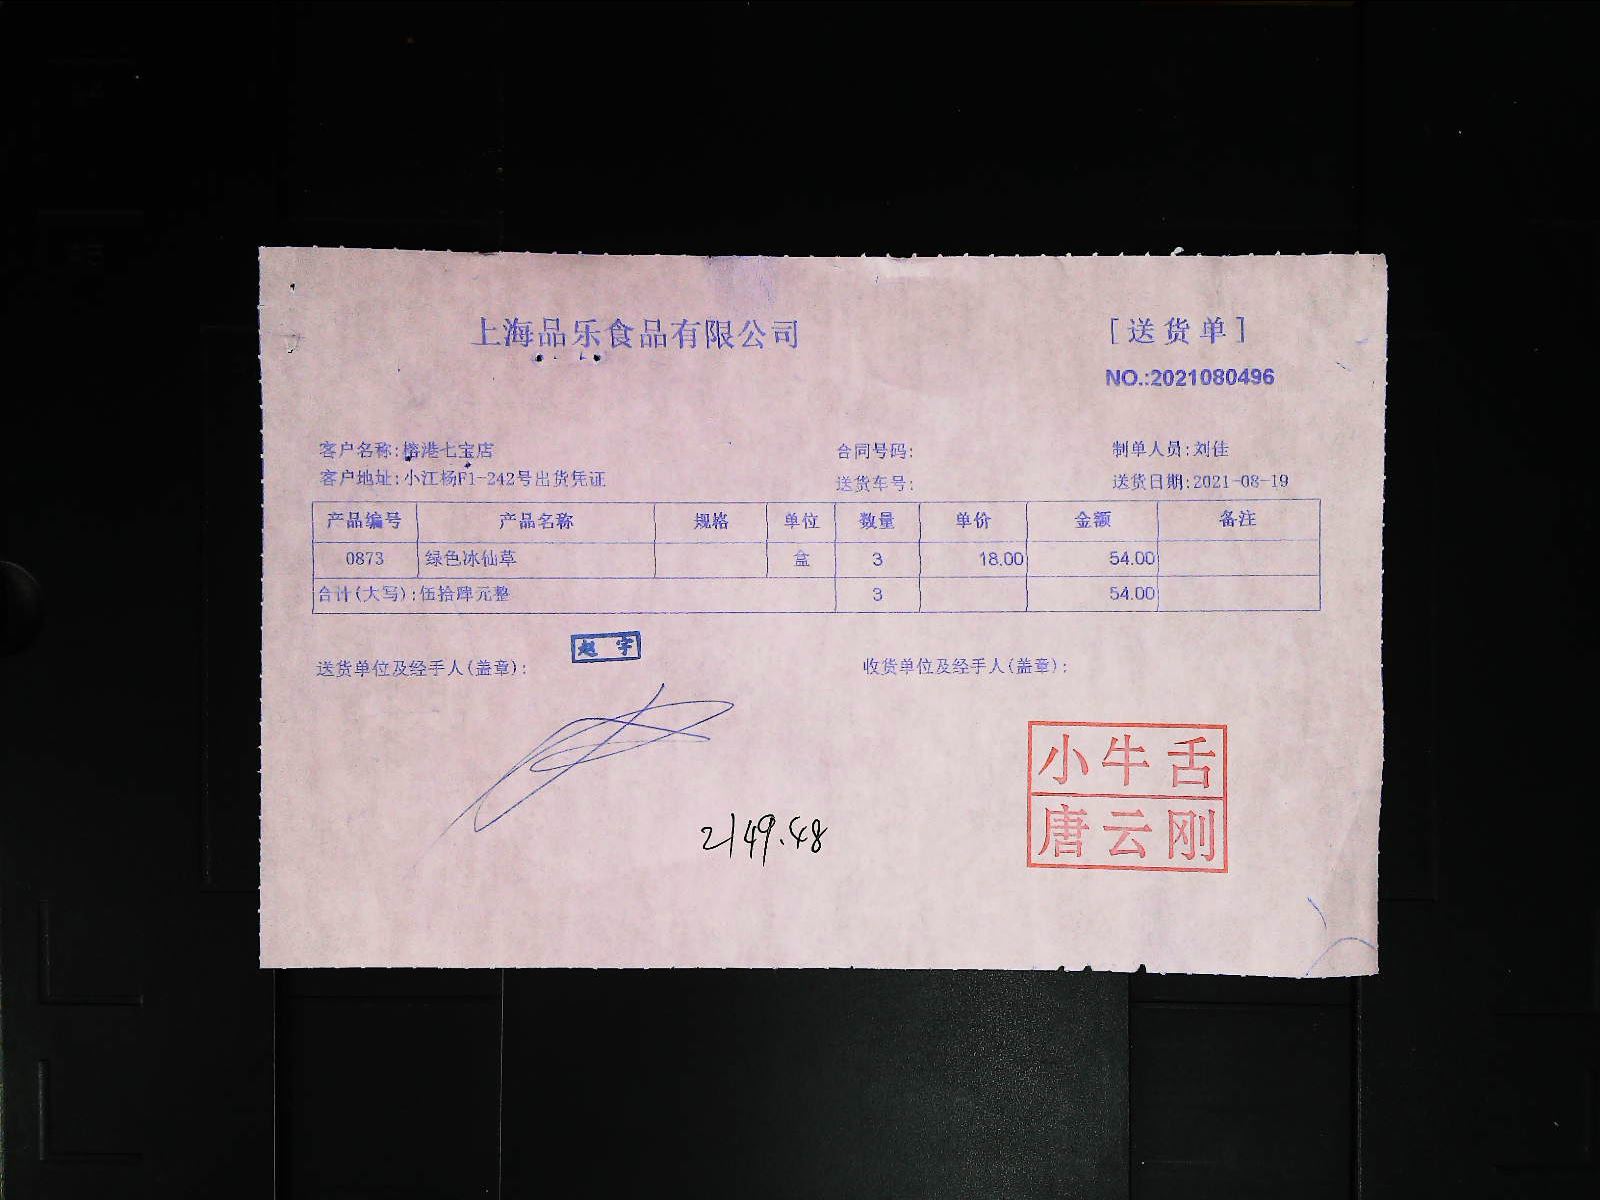 上海品乐食品有限公司
[送货单]
NO.:2021080496
客户名称:榕港七宝店 合同号码: 制单人员:刘佳
客户地址:小江杨F1-242号出货凭证 送货车号: 送货日期:2021-08-19
产品编号 产品名称 规格 单位 数量 单价 金额 备注
0873 绿色冰仙草 盒 3 18.00 54.00
合计(大写):伍拾肆元整 3 54.00
赵宇
送货单位及经手人(盖章): 收货单位及经手人(盖章):
小牛舌
唐云刚
2149.48